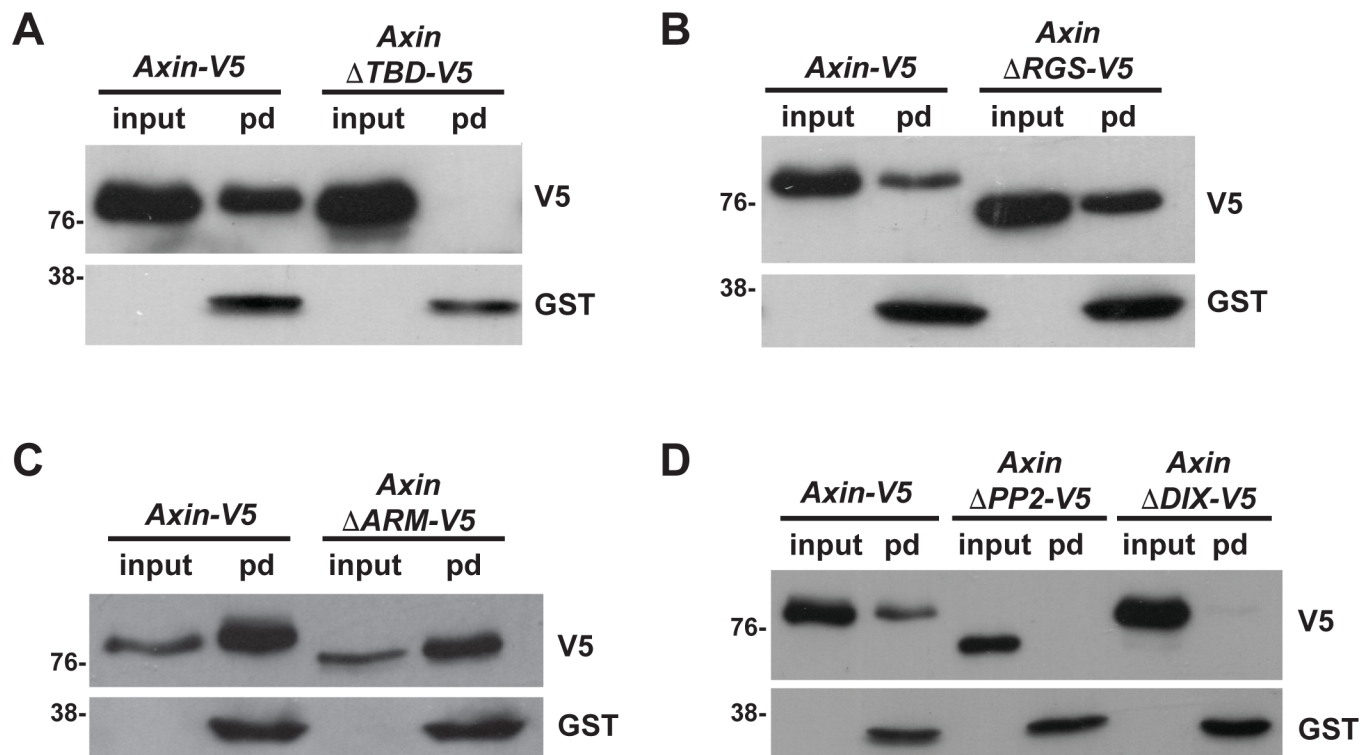 A
Axin-V5
Axin
ΔTBD-V5
input pd input pd
76-
V5
38-
GST
B
Axin-V5
Axin
ΔRGS-V5
input pd input pd
76-
V5
38-
GST
C
Axin-V5
Axin
ΔARM-V5
input pd input pd
76-
V5
38-
GST
D
Axin-V5
Axin
ΔPP2-V5
Axin
ΔDIX-V5
input pd input pd input pd
76-
V5
38-
GST